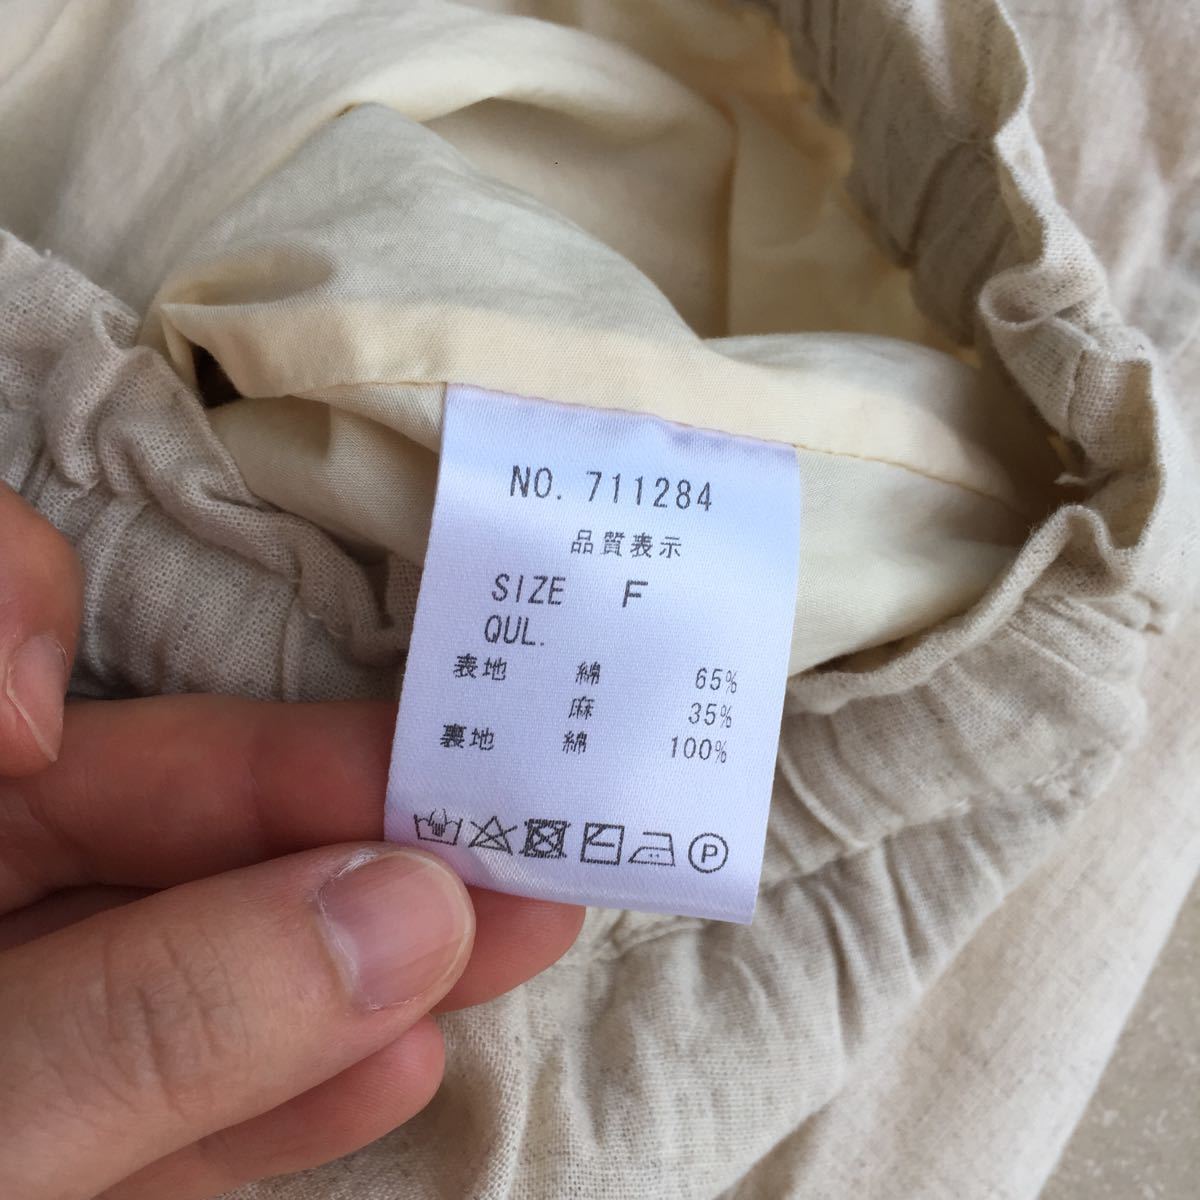 NO. 711284
品質表示
SIZE F
QUL.
表地 綿 65%
麻 35%
裏地 綿 100%
P